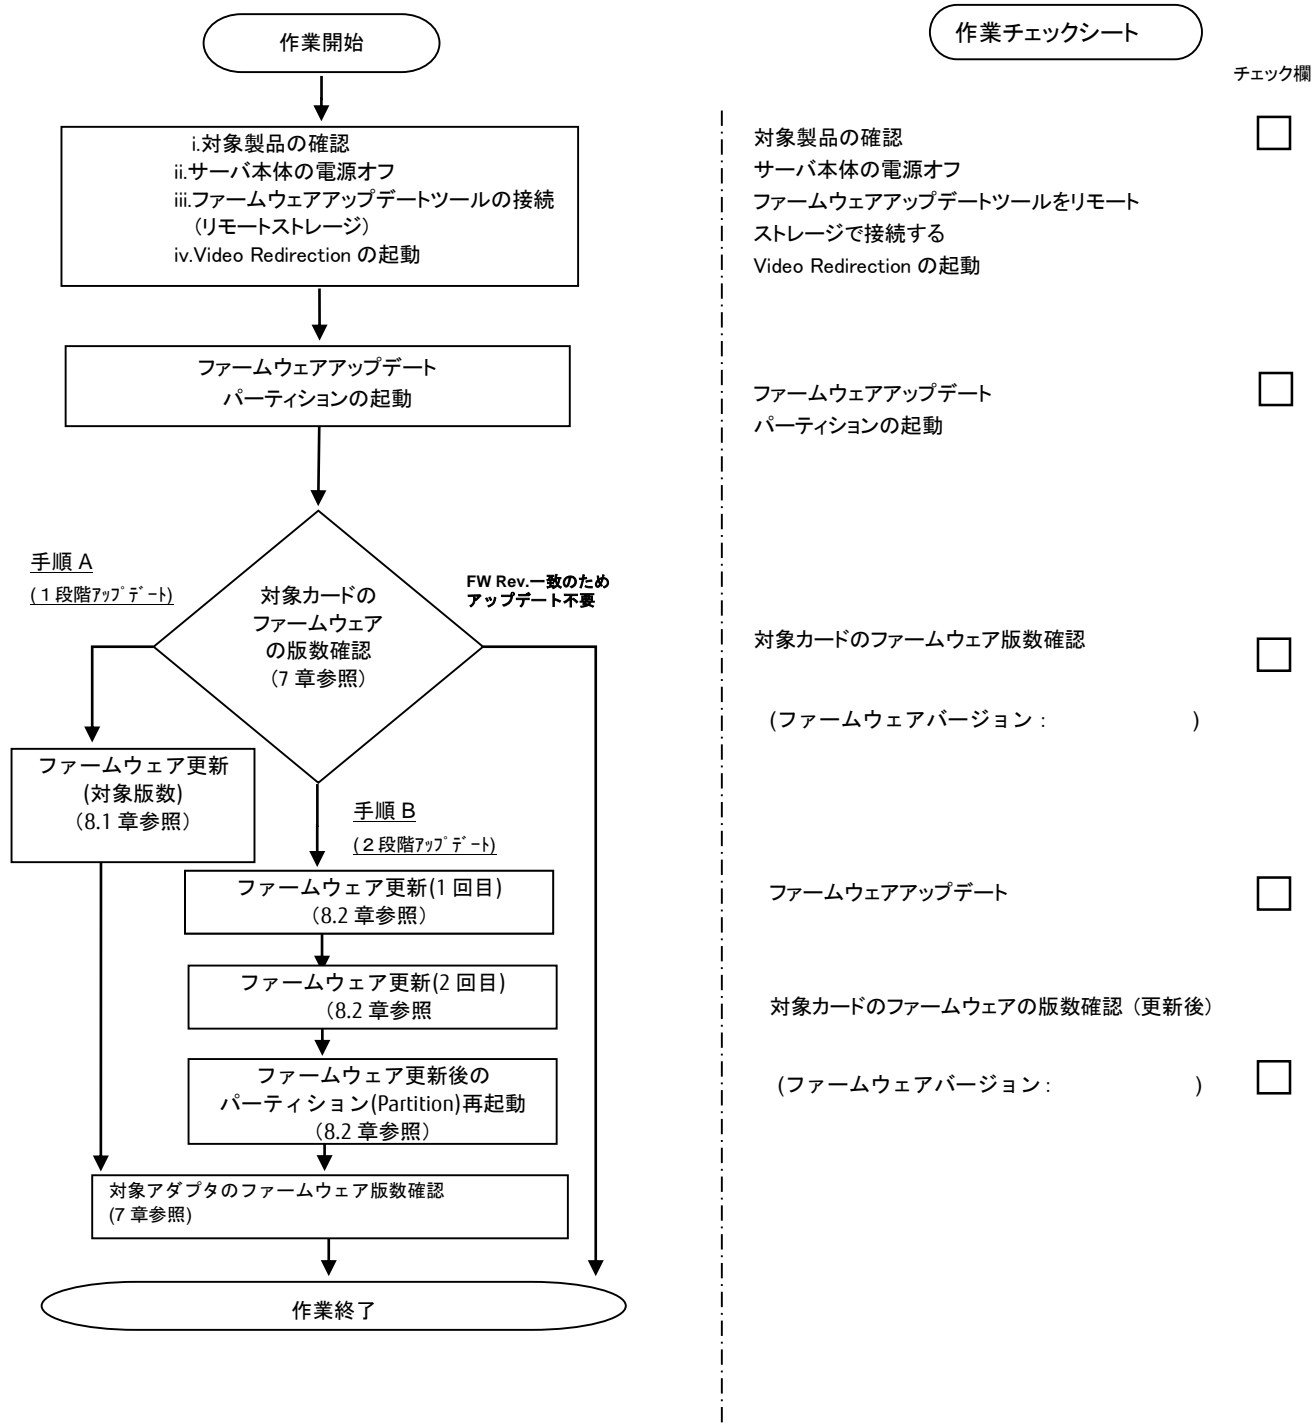 作業開始
i.対象製品の確認
ii.サーバ本体の電源オフ
iii.ファームウェアアップデートツールの接続
（リモートストレージ）
iv.Video Redirection の起動
ファームウェアアップデート
パーティションの起動
手順 A
(１段階ｱｯﾌﾟﾃﾞｰﾄ)
対象カードの
ファームウェア
の版数確認
（7 章参照）
FW Rev.一致のため
アップデート不要
ファームウェア更新
(対象版数)
（8.1 章参照）
手順 B
(２段階ｱｯﾌﾟﾃﾞｰﾄ)
ファームウェア更新(1 回目)
（8.2 章参照）
ファームウェア更新(2 回目)
（8.2 章参照
ファームウェア更新後の
パーティション(Partition)再起動
（8.2 章参照）
対象アダプタのファームウェア版数確認
(7 章参照)
作業終了
作業チェックシート
チェック欄
対象製品の確認
サーバ本体の電源オフ
ファームウェアアップデートツールをリモート
ストレージで接続する
Video Redirection の起動
ファームウェアアップデート
パーティションの起動
対象カードのファームウェア版数確認
(ファームウェアバージョン： )
ファームウェアアップデート
対象カードのファームウェアの版数確認（更新後）
(ファームウェアバージョン： )